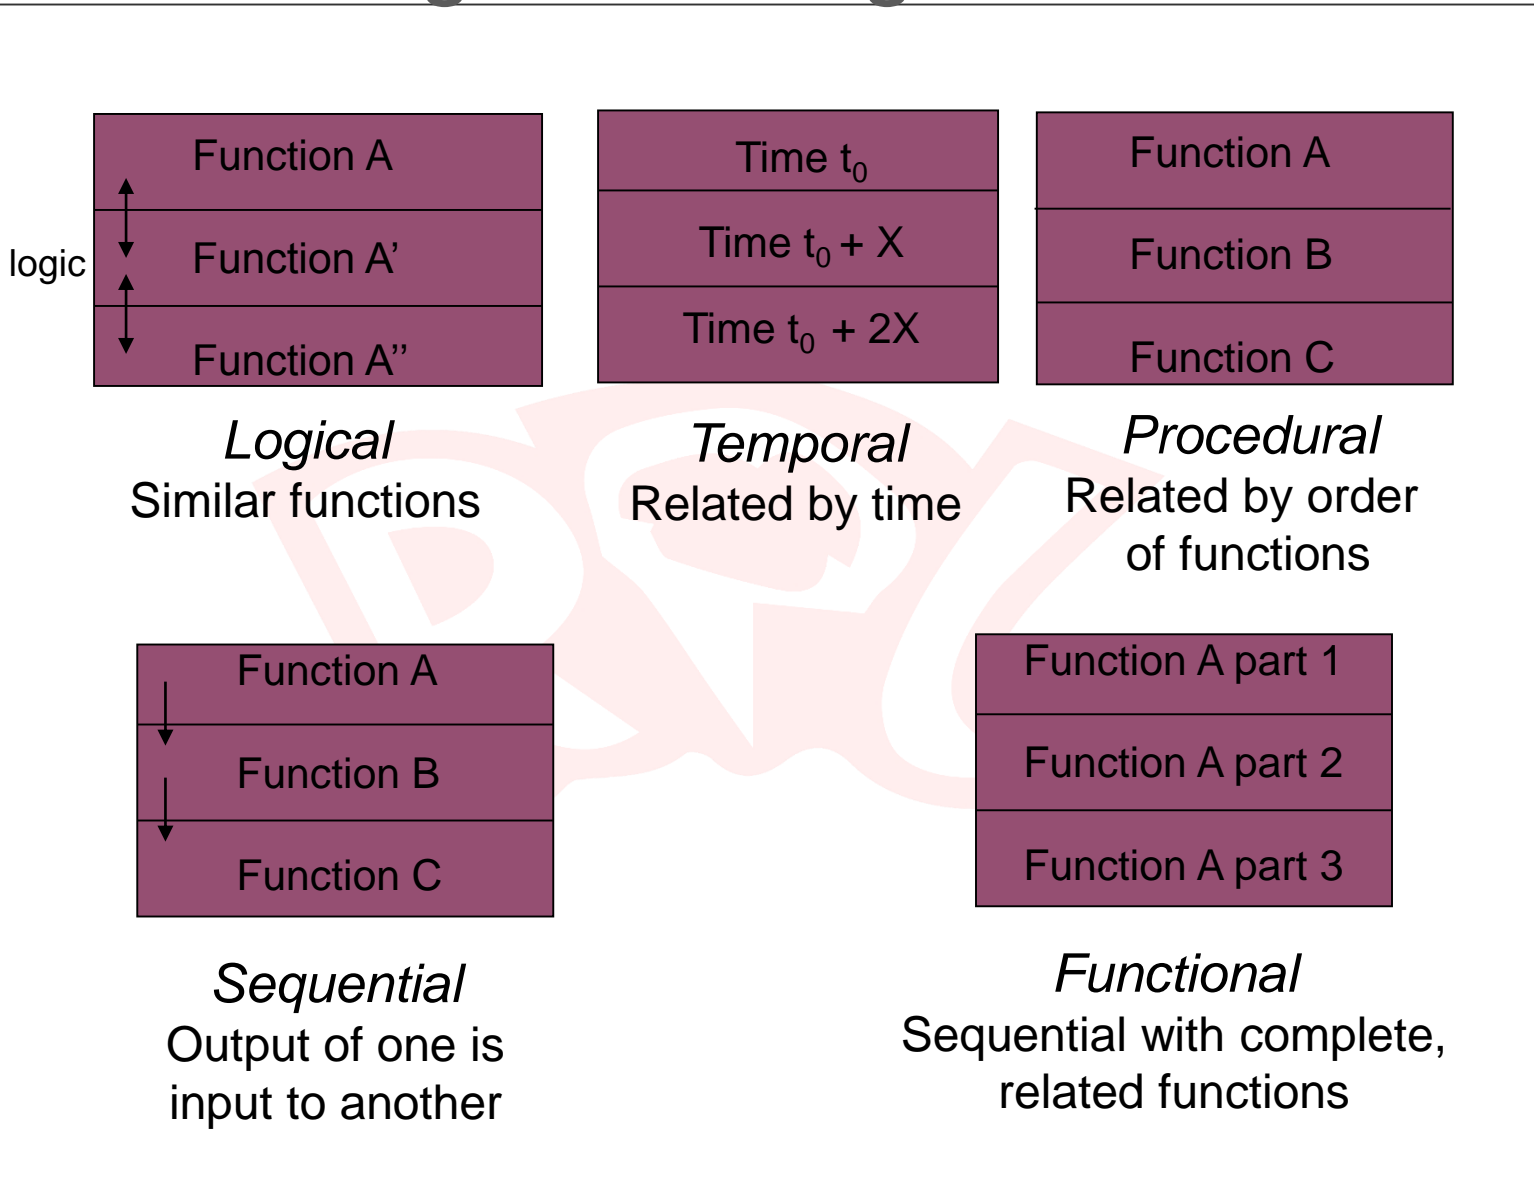 Function A
Function A’
Function A’’
logic
Logical
Similar functions
Time t0
Time t0 + X
Time t0 + 2X
Temporal
Related by time
Function A
Function B
Function C
Procedural
Related by order
of functions
Function A
Function B
Function C
Sequential
Output of one is
input to another
Function A part 1
Function A part 2
Function A part 3
Functional
Sequential with complete,
related functions